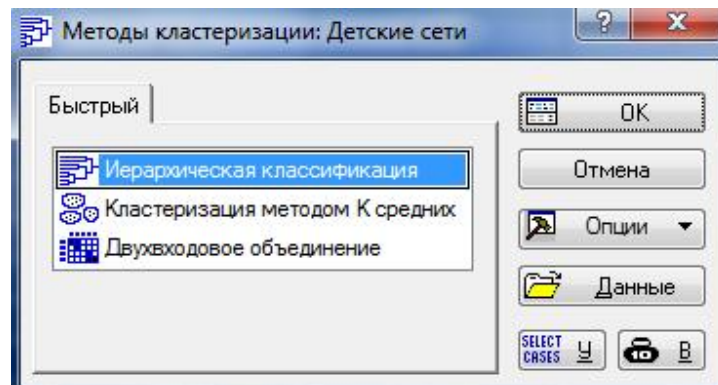 Методы кластеризации: Детские сети
?
X
Быстрый
Иерархическая классификация
Кластеризация методом К средних
Двухвходовое объединение
OK
Отмена
Опции
Данные
SELECT CASES У
В